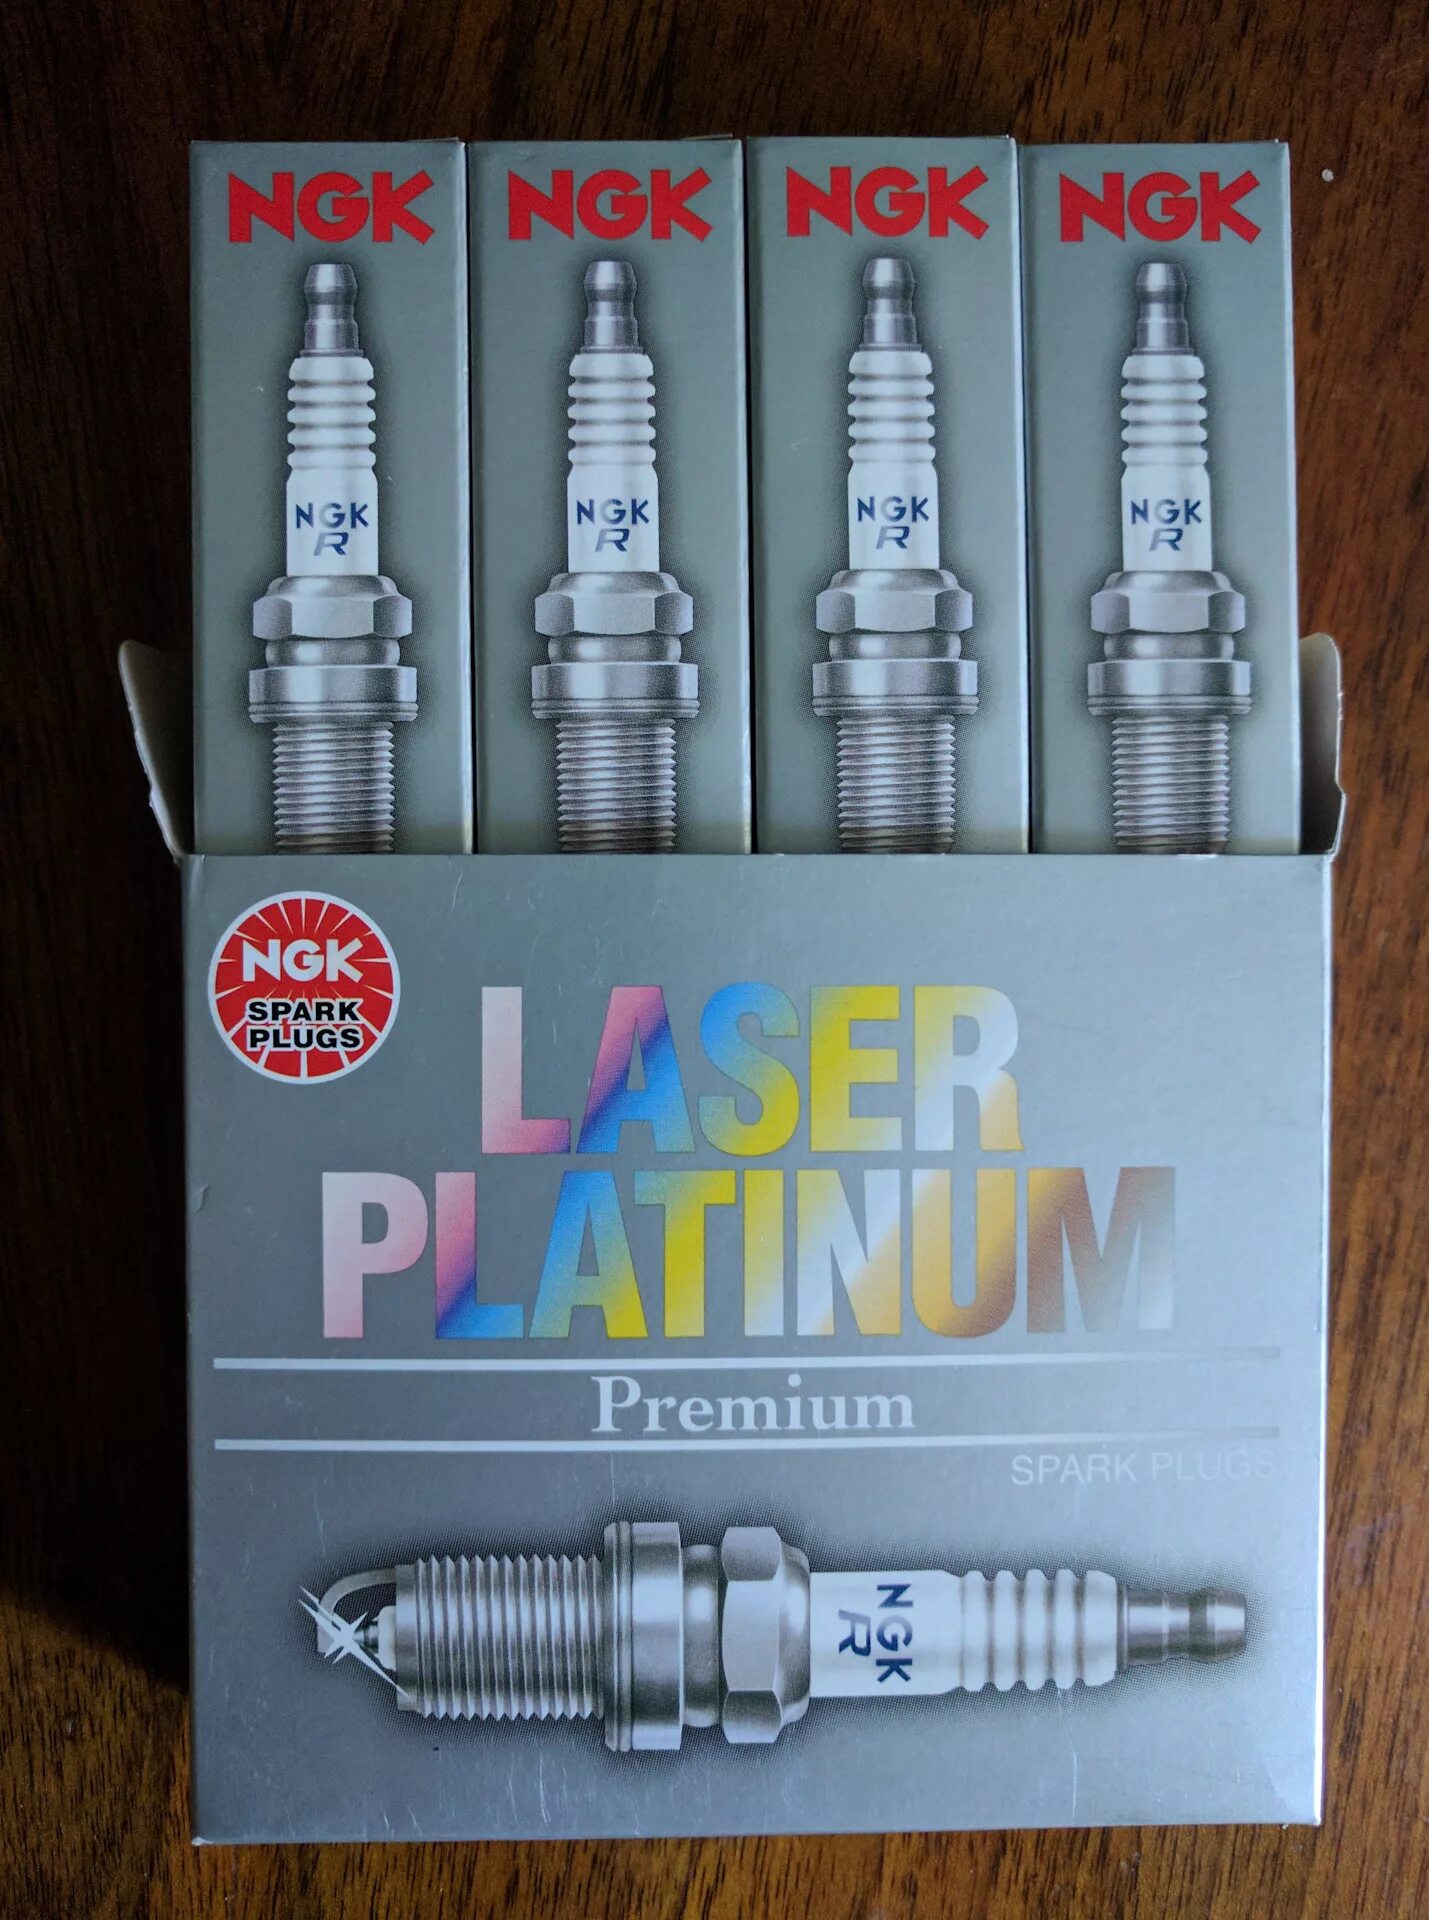 NGK NGK NGK NGK
NGK NGK NGK NGK
R R R R
NGK
SPARK
PLUGS
LASER
PLATINUM
Premium
SPARK PLUGS
NGK
R